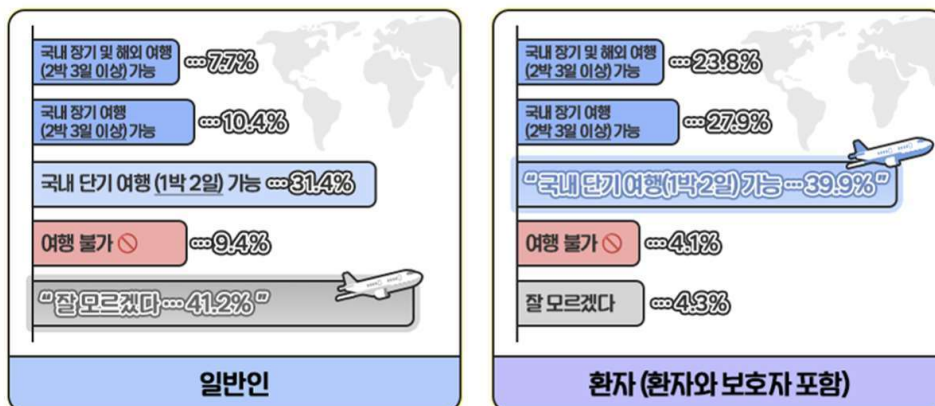 국내 장기 및 해외 여행
(2박 3일 이상) 가능
7.7%
국내 장기 여행
(2박 3일 이상) 가능
10.4%
국내 단기 여행 (1박 2일) 가능 31.4%
여행 불가
9.4%
“잘 모르겠다 41.2%”
일반인
국내 장기 및 해외 여행
(2박 3일 이상) 가능
23.8%
국내 장기 여행
(2박 3일 이상) 가능
27.9%
“국내 단기 여행(1박 2일) 가능 39.9%”
여행 불가
4.1%
잘 모르겠다
4.3%
환자 (환자와 보호자 포함)